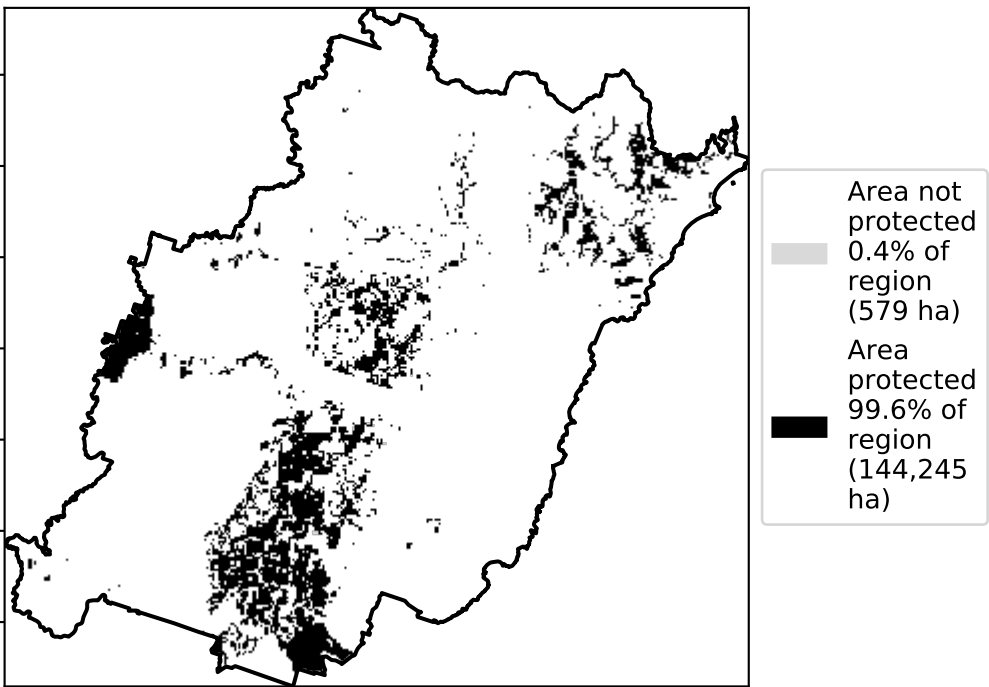 Area not
protected
0.4% of
region
(579 ha)
Area
protected
99.6% of
region
(144,245
ha)